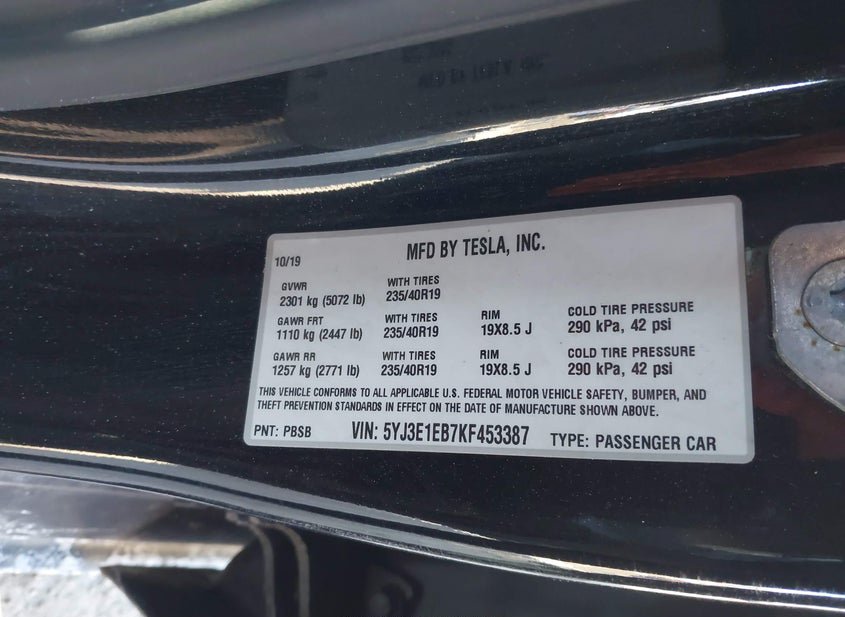 MFD BY TESLA, INC.
10/19
GVWR WITH TIRES
2301 kg (5072 lb) 235/40R19
GAWR FRT WITH TIRES RIM COLD TIRE PRESSURE
1110 kg (2447 lb) 235/40R19 19X8.5 J 290 kPa, 42 psi
GAWR RR WITH TIRES RIM COLD TIRE PRESSURE
1257 kg (2771 lb) 235/40R19 19X8.5 J 290 kPa, 42 psi
THIS VEHICLE CONFORMS TO ALL APPLICABLE U.S. FEDERAL MOTOR VEHICLE SAFETY, BUMPER, AND
THEFT PREVENTION STANDARDS IN EFFECT ON THE DATE OF MANUFACTURE SHOWN ABOVE.
PNT: PBSB VIN: 5YJ3E1EB7KF453387 TYPE: PASSENGER CAR